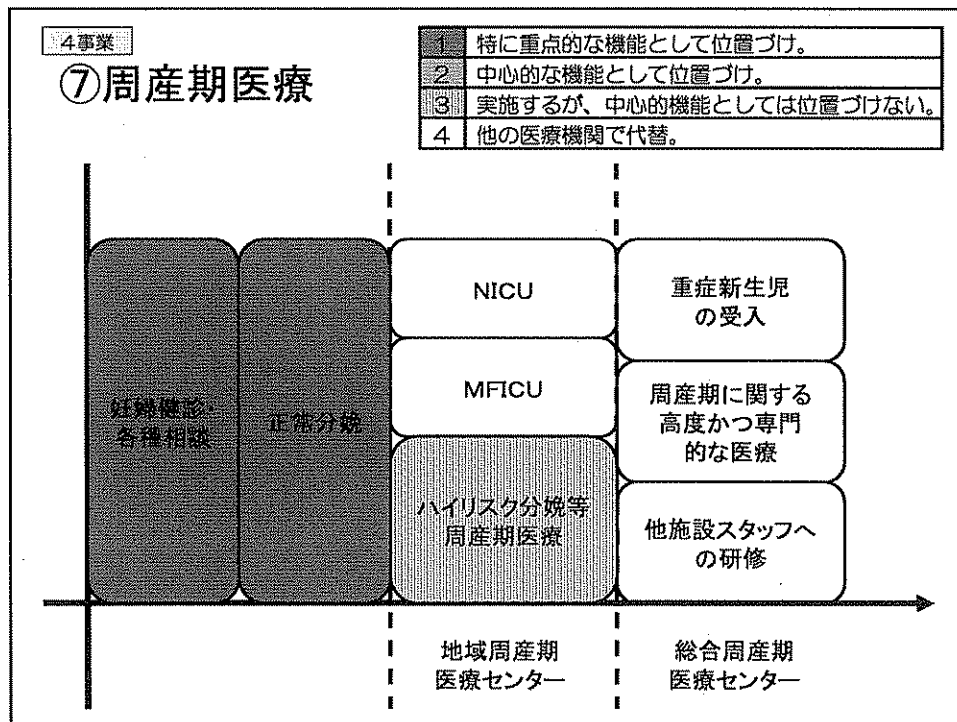 4事業
⑦周産期医療
1 特に重点的な機能として位置づけ。
2 中心的な機能として位置づけ。
3 実施するが、中心的機能としては位置づけない。
4 他の医療機関で代替。
妊婦健診・
各種相談
正常分娩
NICU
MFICU
ハイリスク分娩等
周産期医療
重症新生児
の受入
周産期に関する
高度かつ専門
的な医療
他施設スタッフへ
の研修
地域周産期
医療センター
総合周産期
医療センター